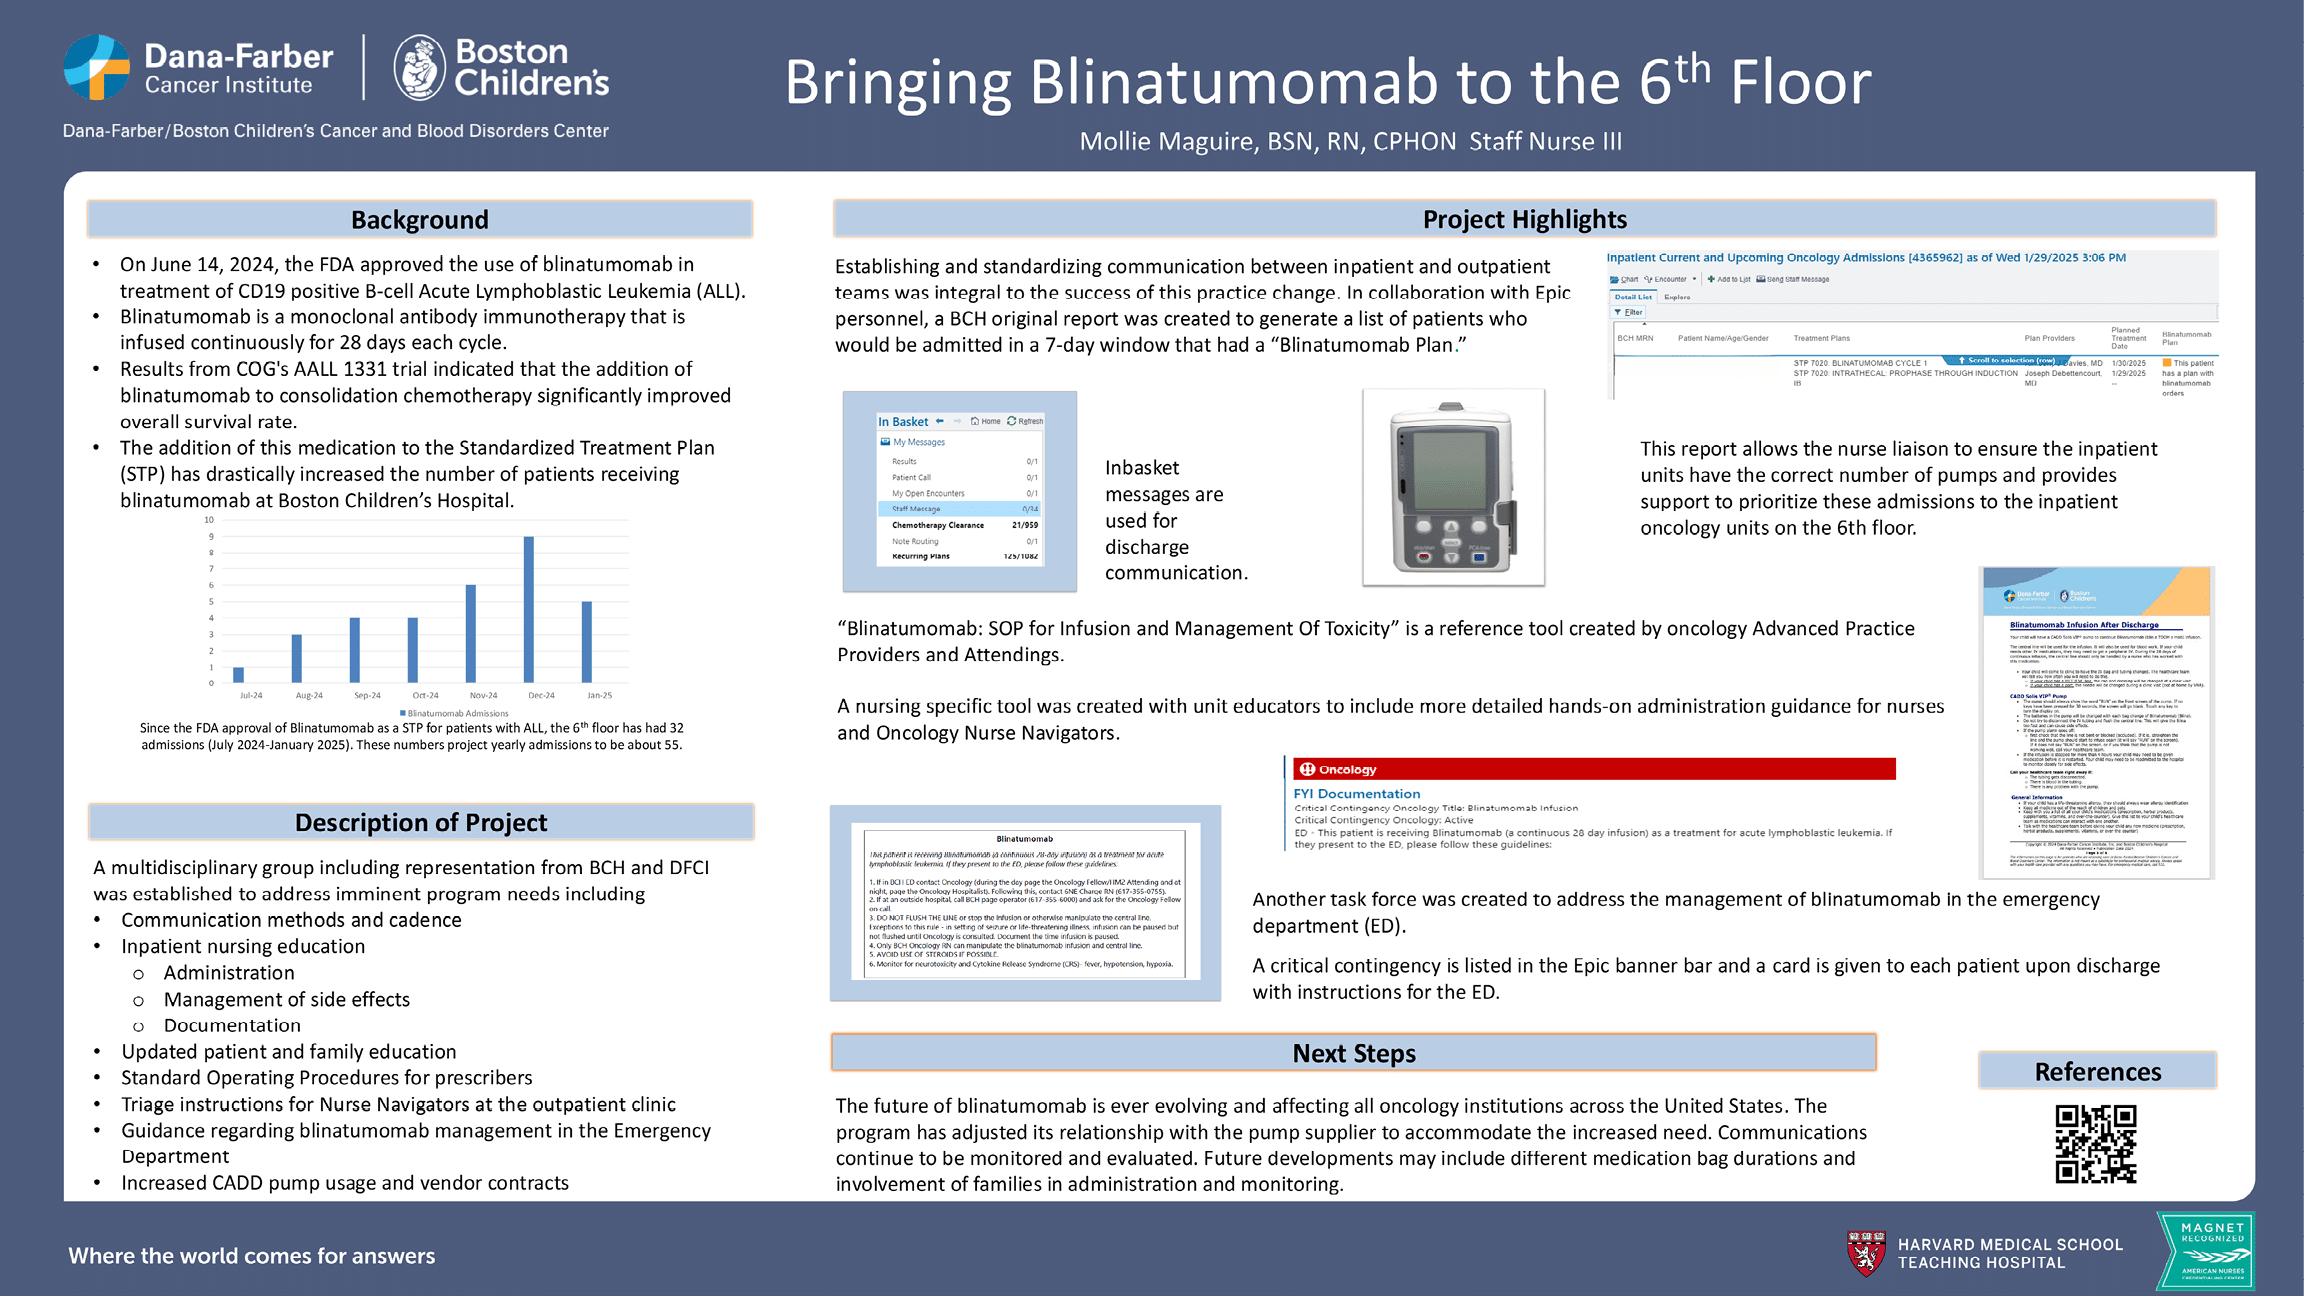 Dana-Farber
Cancer Institute
Boston
Children's
Dana-Farber/Boston Children's Cancer and Blood Disorders Center
Bringing Blinatumomab to the 6th Floor
Mollie Maguire, BSN, RN, CPHON  Staff Nurse III
Background
• On June 14, 2024, the FDA approved the use of blinatumomab in
treatment of CD19 positive B-cell Acute Lymphoblastic Leukemia (ALL).
• Blinatumomab is a monoclonal antibody immunotherapy that is
infused continuously for 28 days each cycle.
• Results from COG's AALL 1331 trial indicated that the addition of
blinatumomab to consolidation chemotherapy significantly improved
overall survival rate.
• The addition of this medication to the Standardized Treatment Plan
(STP) has drastically increased the number of patients receiving
blinatumomab at Boston Children's Hospital.
10
9
8
7
6
5
4
3
2
1
0
Jul-24 Aug-24 Sep-24 Oct-24 Nov-24 Dec-24 Jan-25
Blinatumomab Admissions
Since the FDA approval of Blinatumomab as a STP for patients with ALL, the 6th floor has had 32
admissions (July 2024-January 2025). These numbers project yearly admissions to be about 55.
Description of Project
A multidisciplinary group including representation from BCH and DFCI
was established to address imminent program needs including
• Communication methods and cadence
• Inpatient nursing education
o Administration
o Management of side effects
o Documentation
• Updated patient and family education
• Standard Operating Procedures for prescribers
• Triage instructions for Nurse Navigators at the outpatient clinic
• Guidance regarding blinatumomab management in the Emergency
Department
• Increased CADD pump usage and vendor contracts
Project Highlights
Establishing and standardizing communication between inpatient and outpatient
teams was integral to the success of this practice change. In collaboration with Epic
personnel, a BCH original report was created to generate a list of patients who
would be admitted in a 7-day window that had a “Blinatumomab Plan.”
Inpatient Current and Upcoming Oncology Admissions [4365962] as of Wed 1/29/2025 3:06 PM
Chart Encounter Add to List Send Staff Message
Detail List Explore
Filter
BCH MRN Patient Name/Age/Gender Treatment Plans Plan Providers Planned Treatment Date Blinatumomab Plan
Scroll to selection (row)
STP 7020: BLINATUMOMAB CYCLE 1 Davies, MD 1/30/2025 This patient
STP 7020: INTRATHECAL: PROPHASE THROUGH INDUCTION Joseph Debettencourt, 1/29/2025 has a plan with
IB MD -- blinatumomab
orders
In Basket Home Refresh
My Messages
Results 0/1
Patient Call 0/1
My Open Encounters 0/1
Staff Message 0/34
Chemotherapy Clearance 21/959
Note Routing 0/1
Recurring Plans 125/1082
Inbasket
messages are
used for
discharge
communication.
This report allows the nurse liaison to ensure the inpatient
units have the correct number of pumps and provides
support to prioritize these admissions to the inpatient
oncology units on the 6th floor.
“Blinatumomab: SOP for Infusion and Management Of Toxicity” is a reference tool created by oncology Advanced Practice
Providers and Attendings.
A nursing specific tool was created with unit educators to include more detailed hands-on administration guidance for nurses
and Oncology Nurse Navigators.
Dana-Farber
Cancer Institute
Boston
Children's
Blinatumomab Infusion After Discharge
CADD Solis VIP® Pump
Call your healthcare team right away if:
General Information
Oncology
FYI Documentation
Critical Contingency Oncology Title: Blinatumomab Infusion
Critical Contingency Oncology: Active
ED - This patient is receiving Blinatumomab (a continuous 28 day infusion) as a treatment for acute lymphoblastic leukemia. If
they present to the ED, please follow these guidelines:
Blinatumomab
This patient is receiving Blinatumomab (a continuous 28-day infusion) as a treatment for acute
lymphoblastic leukemia. If they present to the ED, please follow these guidelines.
1. If in BCH ED contact Oncology (during the day page the Oncology Fellow/HM2 Attending and at
night, page the Oncology Hospitalist). Following this, contact 6NE Charge RN (617-355-0755).
2. If at an outside hospital, call BCH page operator (617-355-6000) and ask for the Oncology Fellow
on call.
3. DO NOT FLUSH THE LINE or stop the infusion or otherwise manipulate the central line.
Exceptions to this rule - in setting of seizure or life-threatening illness, infusion can be paused but
not flushed until Oncology is consulted. Document the time infusion is paused.
4. Only BCH Oncology RN can manipulate the blinatumomab infusion and central line.
5. AVOID USE OF STEROIDS IF POSSIBLE.
6. Monitor for neurotoxicity and Cytokine Release Syndrome (CRS)- fever, hypotension, hypoxia.
Another task force was created to address the management of blinatumomab in the emergency
department (ED).
A critical contingency is listed in the Epic banner bar and a card is given to each patient upon discharge
with instructions for the ED.
Next Steps
The future of blinatumomab is ever evolving and affecting all oncology institutions across the United States. The
program has adjusted its relationship with the pump supplier to accommodate the increased need. Communications
continue to be monitored and evaluated. Future developments may include different medication bag durations and
involvement of families in administration and monitoring.
References
Where the world comes for answers
HARVARD MEDICAL SCHOOL
TEACHING HOSPITAL
MAGNET
RECOGNIZED
AMERICAN NURSES
CREDENTIALING CENTER